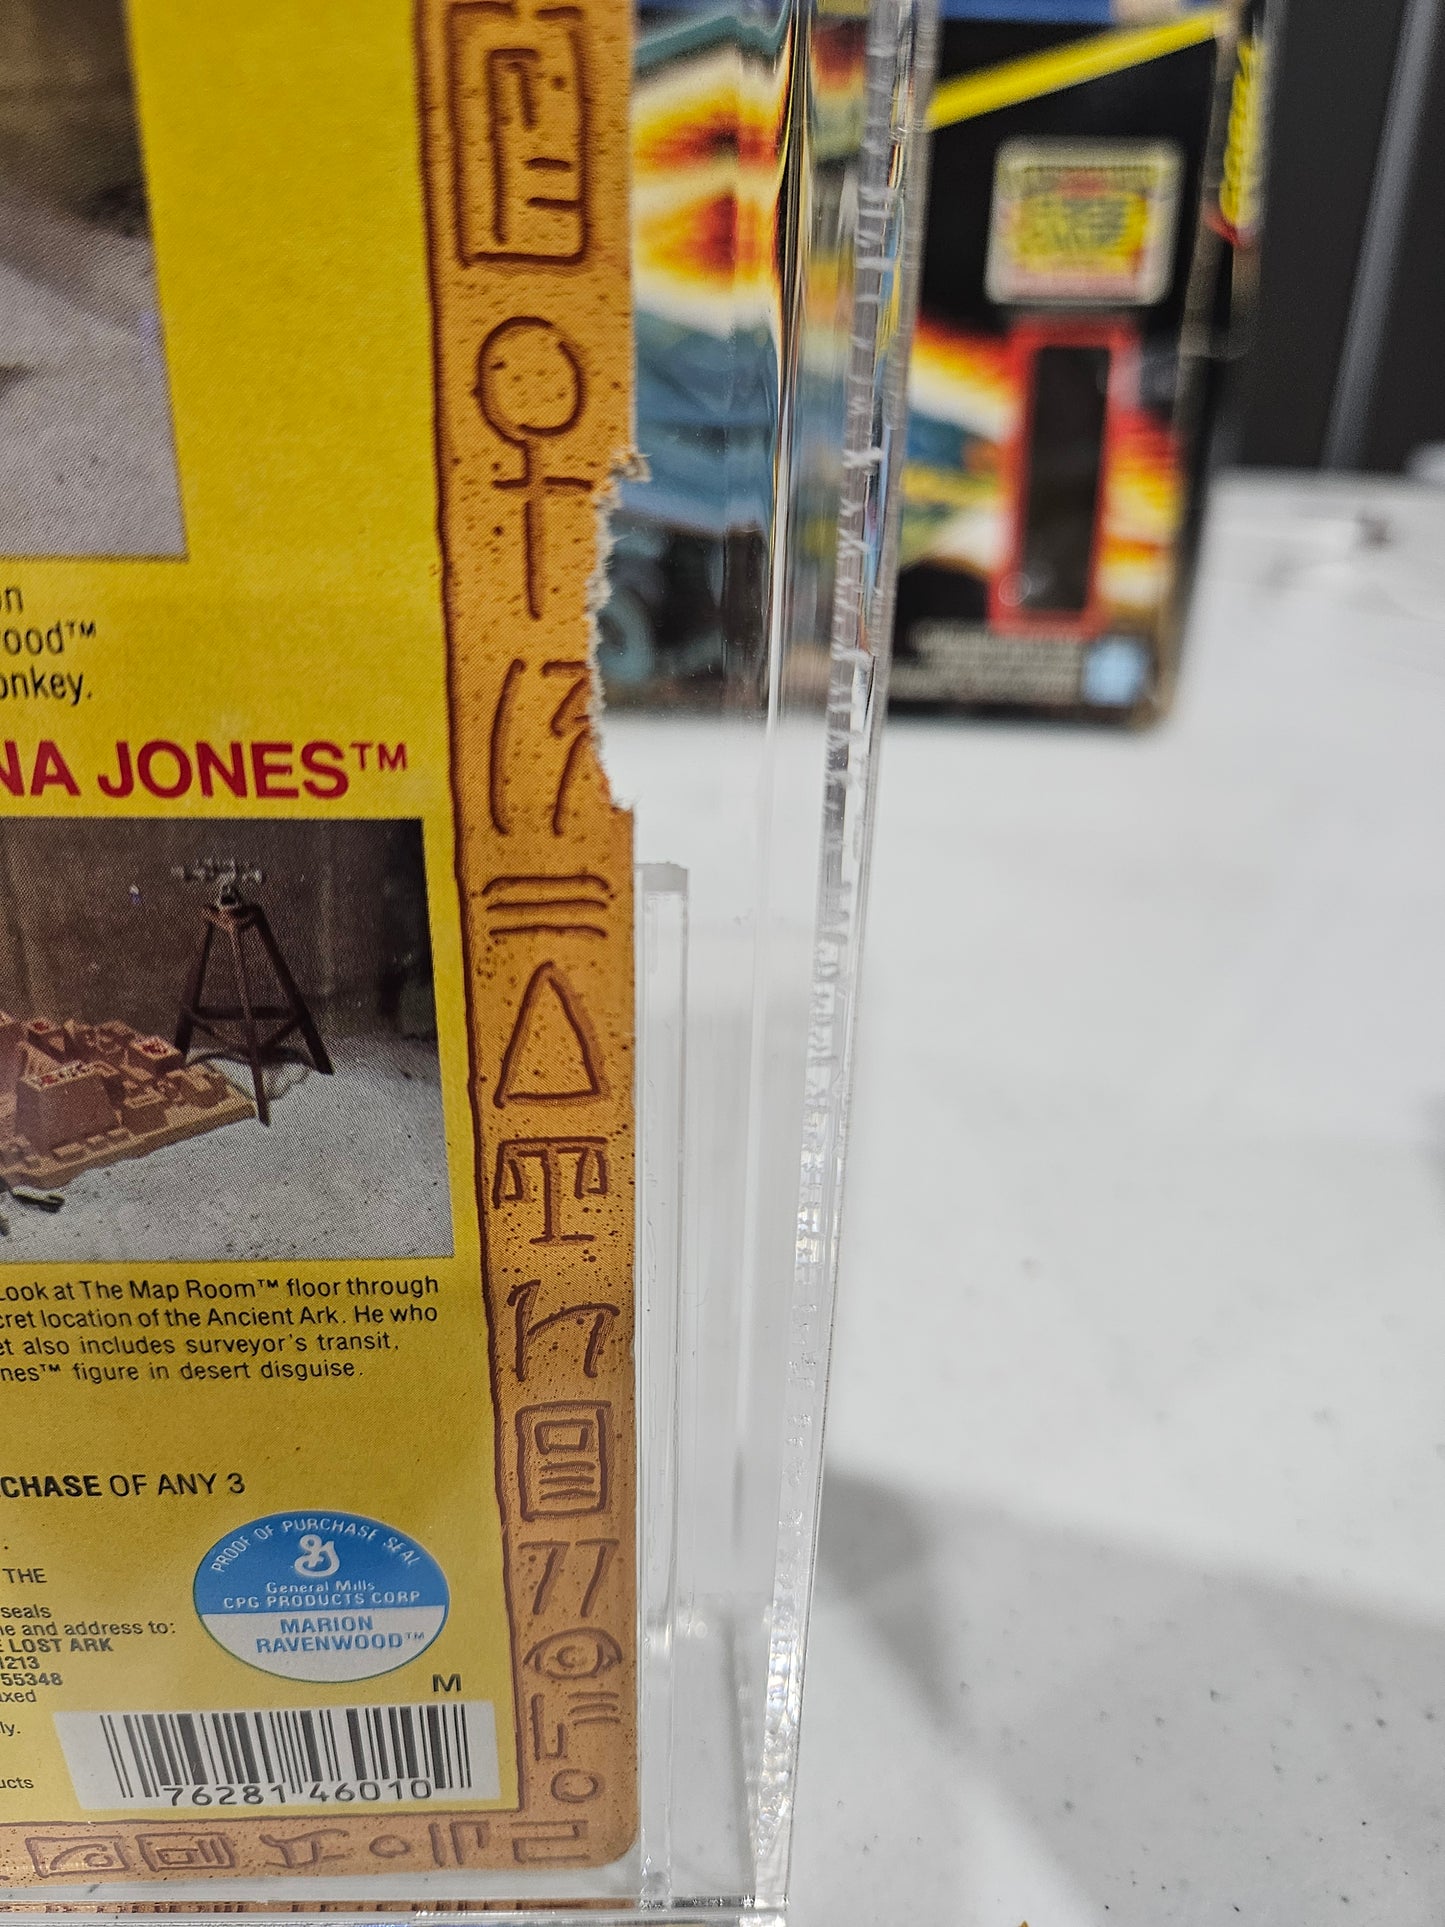 ood™
onkey.
NA JONES™
Look at The Map Room™ floor through
cret location of the Ancient Ark. He who
et also includes surveyor's transit,
nes™ figure in desert disguise.
CHASE OF ANY 3
THE
seals
e and address to:
E LOST ARK
1213
55348
ly.
ucts
PROOF OF PURCHASE SEAL
General Mills
CPG PRODUCTS CORP
MARION
RAVENWOOD™
M
76281 46010